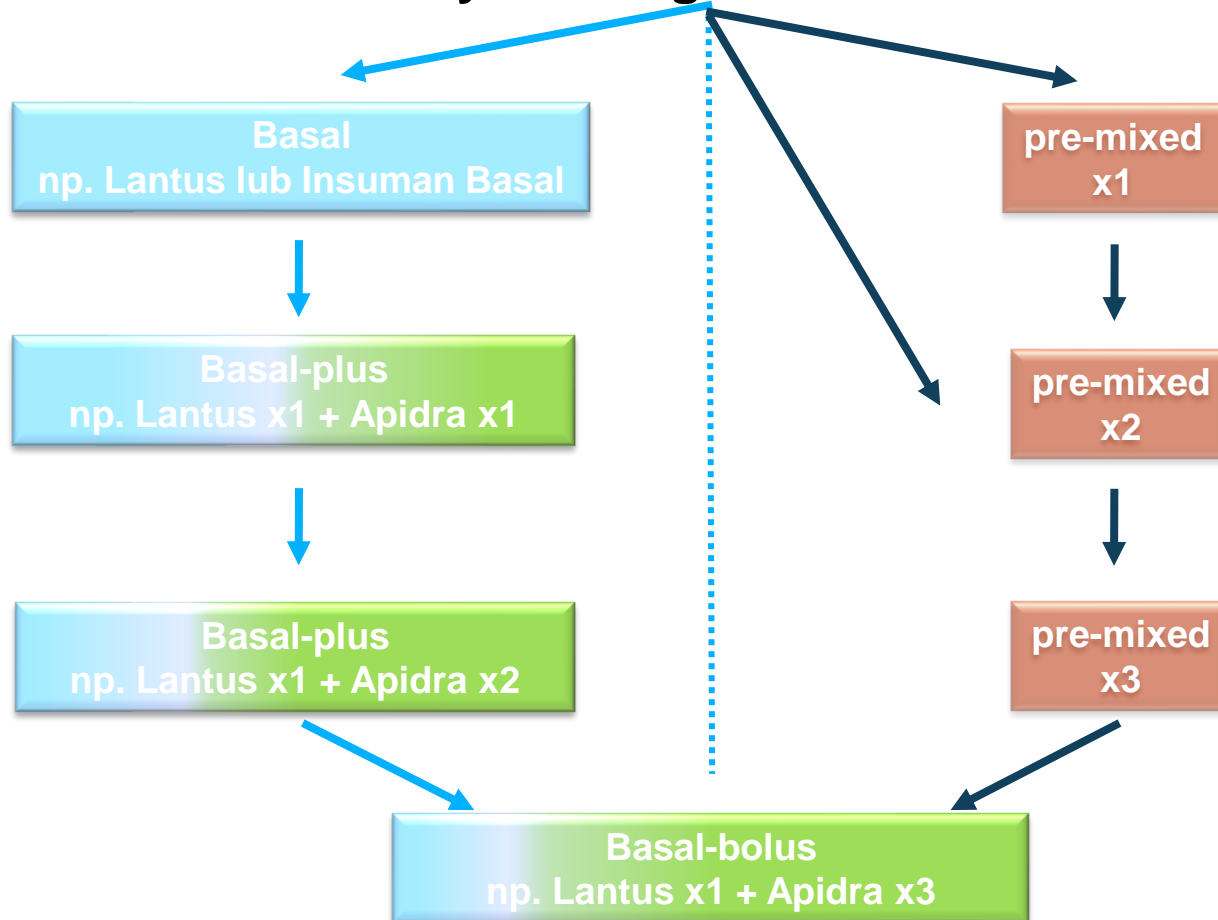 Basal
np. Lantus lub Insuman Basal
pre-mixed
x1
Basal-plus
np. Lantus x1 + Apidra x1
pre-mixed
x2
Basal-plus
np. Lantus x1 + Apidra x2
pre-mixed
x3
Basal-bolus
np. Lantus x1 + Apidra x3